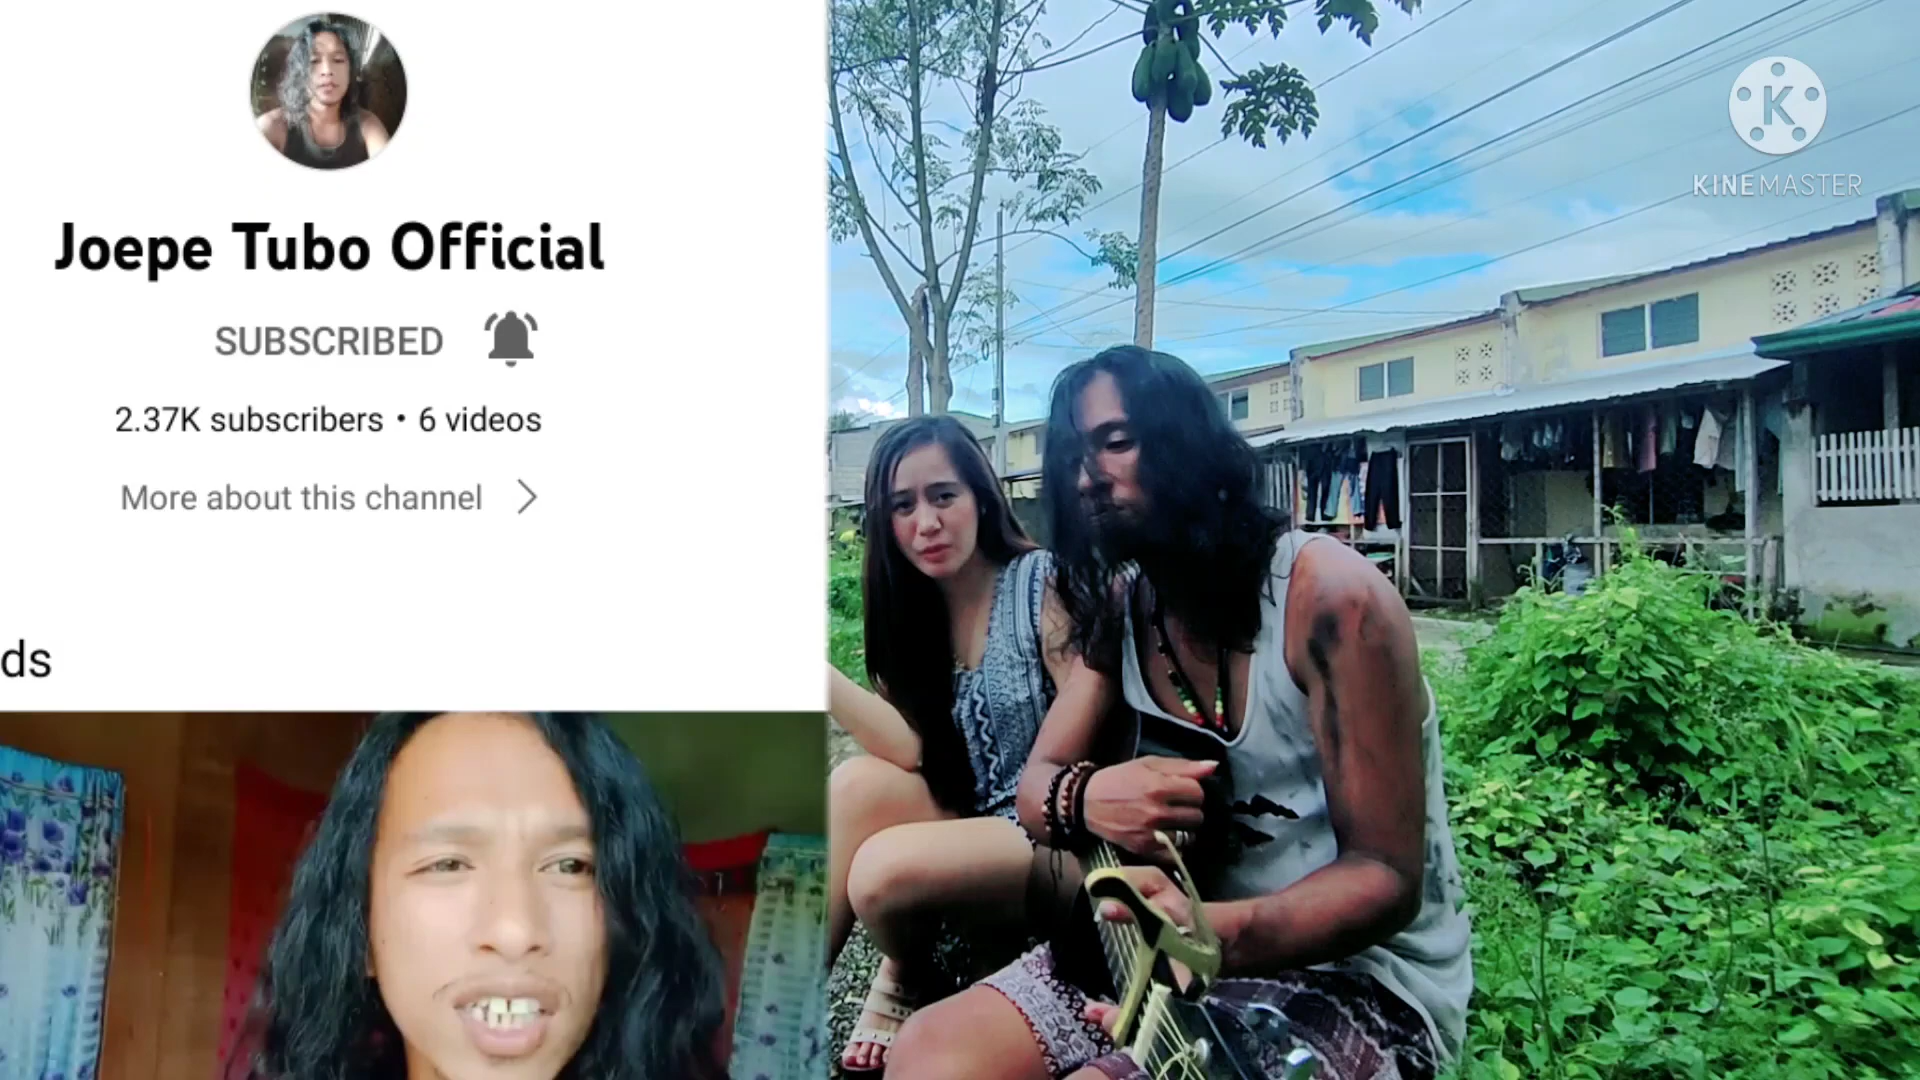 Joepe Tubo Official
SUBSCRIBED
2.37K subscribers • 6 videos
More about this channel
ds
K
KINEMASTER